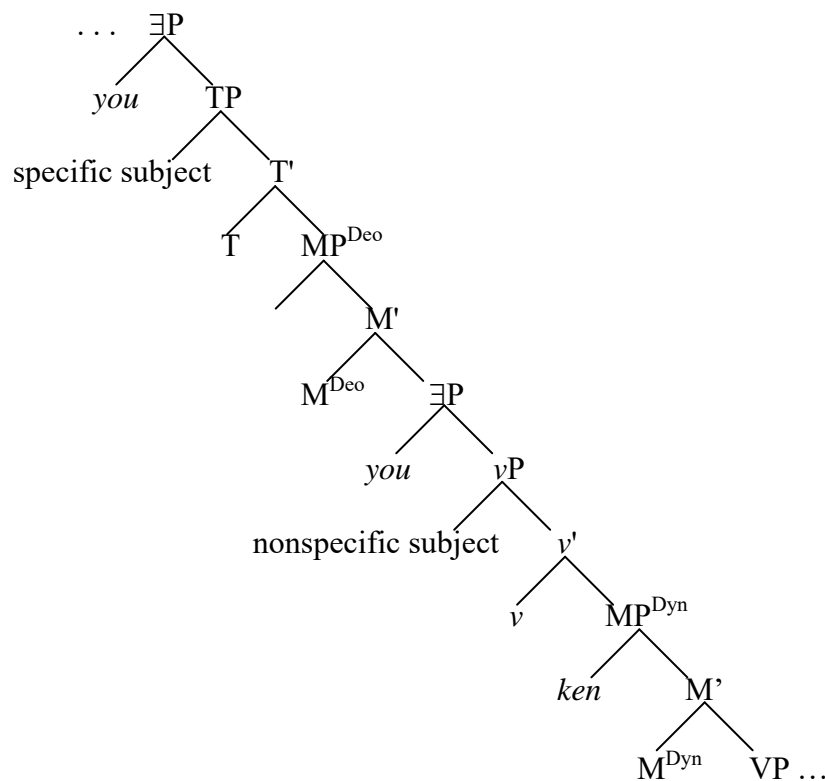 . . . ∃P
you TP
specific subject T'
T MP^Deo
M'
M^Deo ∃P
you vP
nonspecific subject v'
v MP^Dyn
ken M’
M^Dyn VP …